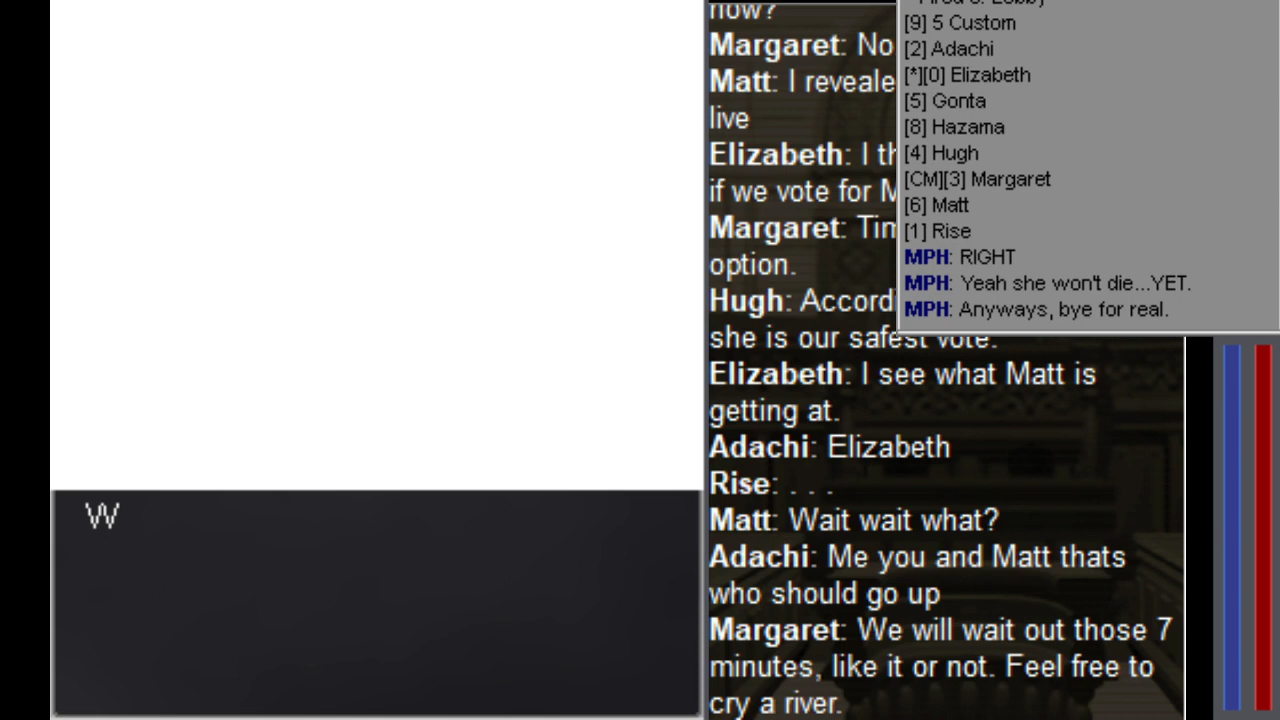 W
now?
Margaret: No
Matt: I reveale
live
Elizabeth: I th
if we vote for M
Margaret: Tim
option.
Hugh: Accord
she is our safest vote.
Elizabeth: I see what Matt is
getting at.
Adachi: Elizabeth
Rise: . . .
Matt: Wait wait what?
Adachi: Me you and Matt thats
who should go up
Margaret: We will wait out those 7
minutes, like it or not. Feel free to
cry a river.
[9] 5 Custom
[2] Adachi
[*][0] Elizabeth
[5] Gonta
[8] Hazama
[4] Hugh
[CM][3] Margaret
[6] Matt
[1] Rise
MPH: RIGHT
MPH: Yeah she won't die...YET.
MPH: Anyways, bye for real.